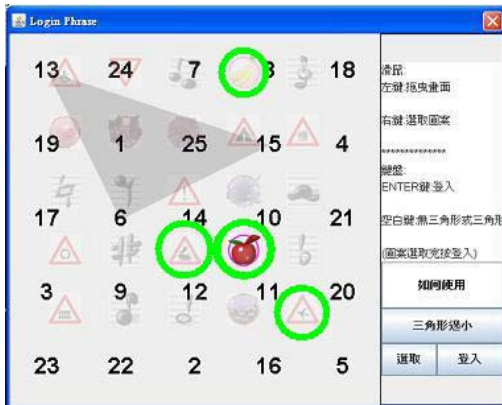 Login Phrase
13 24 7 8 18
19 1 25 15 4
17 6 14 10 21
3 9 12 11 20
23 22 2 16 5
滑鼠:
左鍵:拖曳畫面
右鍵:選取圖案
**************
鍵盤:
ENTER鍵:登入
空白鍵:無三角形或三角形
(圖案選取完按登入)
如何使用
三角形過小
選取 登入